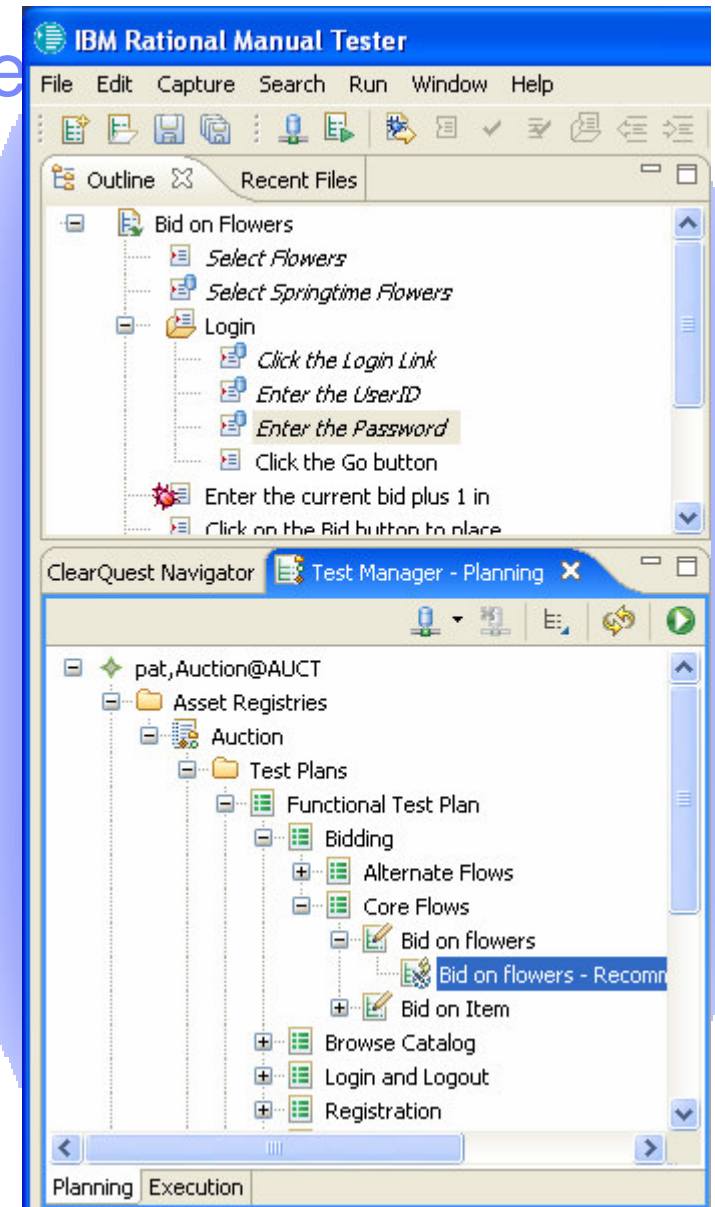 e
IBM Rational Manual Tester
File Edit Capture Search Run Window Help
Outline Recent Files
Bid on Flowers
Select Flowers
Select Springtime Flowers
Login
Click the Login Link
Enter the UserID
Enter the Password
Click the Go button
Enter the current bid plus 1 in
Click on the Bid button to place
ClearQuest Navigator Test Manager - Planning
pat,Auction@AUCT
Asset Registries
Auction
Test Plans
Functional Test Plan
Bidding
Alternate Flows
Core Flows
Bid on flowers
Bid on flowers - Recomm
Bid on Item
Browse Catalog
Login and Logout
Registration
Planning Execution